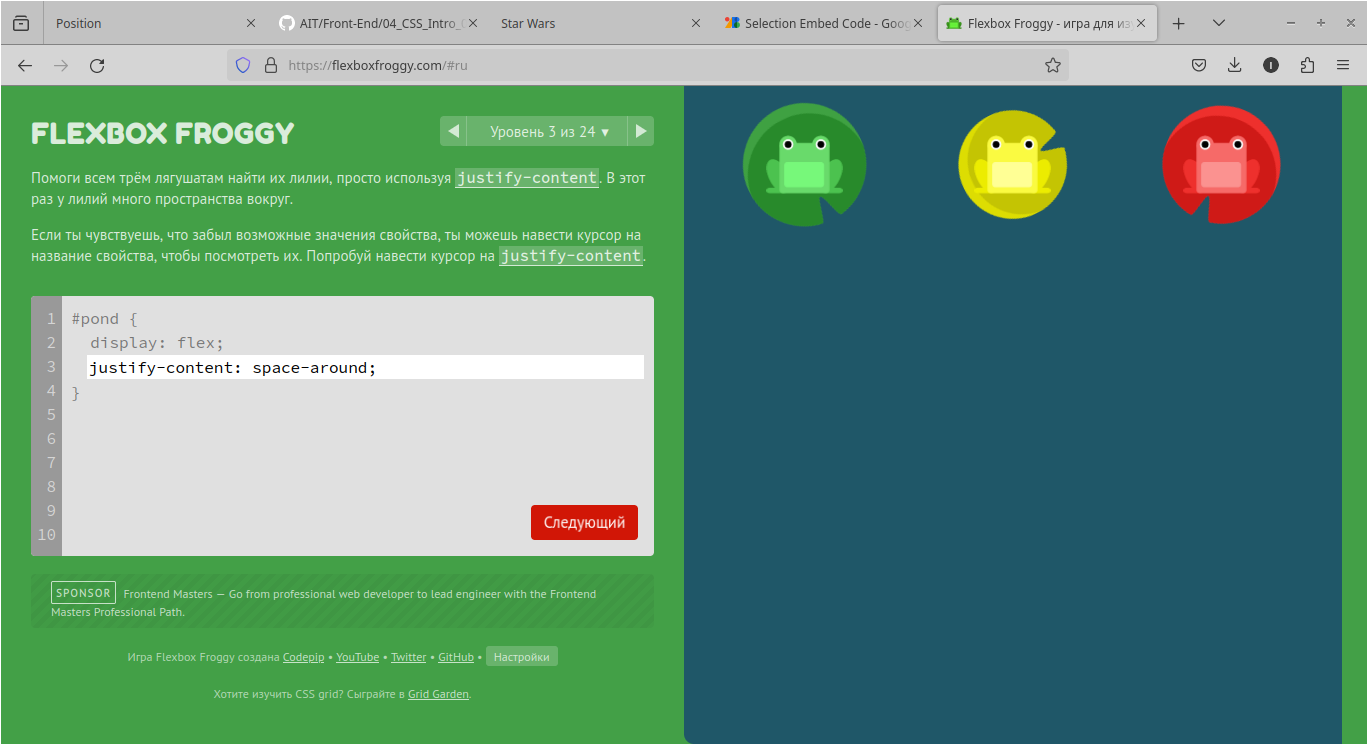 Position
AIT/Front-End/04_CSS_Intro_
Star Wars
Selection Embed Code - Goog
Flexbox Froggy - игра для из
https://flexboxfroggy.com/#ru
FLEXBOX FROGGY
Уровень 3 из 24 ▾
Помоги всем трём лягушатам найти их лилии, просто используя justify-content. В этот
раз у лилий много пространства вокруг.
Если ты чувствуешь, что забыл возможные значения свойства, ты можешь навести курсор на
название свойства, чтобы посмотреть их. Попробуй навести курсор на justify-content.
1 #pond {
2 display: flex;
3 justify-content: space-around;
4 }
5
6
7
8
9
10
Следующий
SPONSOR Frontend Masters — Go from professional web developer to lead engineer with the Frontend
Masters Professional Path.
Игра Flexbox Froggy создана Codepip • YouTube • Twitter • GitHub • Настройки
Хотите изучить CSS grid? Сыграйте в Grid Garden.